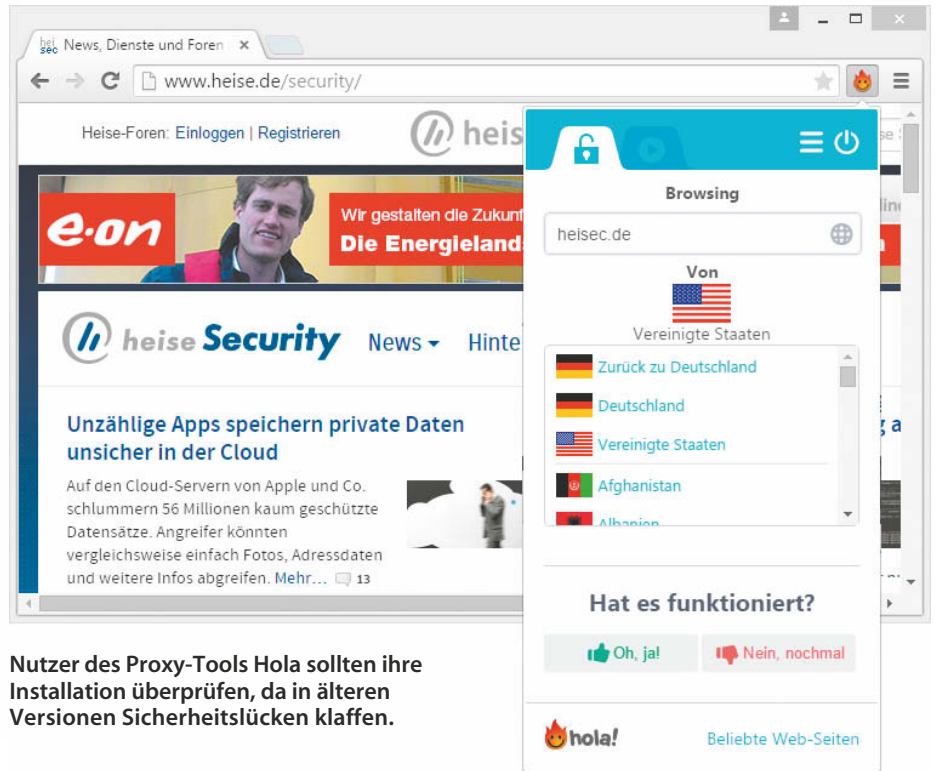 hei sec News, Dienste und Foren
www.heise.de/security/
Heise-Foren: Einloggen | Registrieren
heis
e·on
Wir gestalten die Zukunf
Die Energieland
heise Security
News
Hinte
Unzählige Apps speichern private Daten
unsicher in der Cloud
Auf den Cloud-Servern von Apple und Co.
schlummern 56 Millionen kaum geschützte
Datensätze. Angreifer könnten
vergleichsweise einfach Fotos, Adressdaten
und weitere Infos abgreifen. Mehr... 13
Browsing
heisec.de
Von
Vereinigte Staaten
Zurück zu Deutschland
Deutschland
Vereinigte Staaten
Afghanistan
Albanien
Hat es funktioniert?
Oh, ja!
Nein, nochmal
hola!
Beliebte Web-Seiten
Nutzer des Proxy-Tools Hola sollten ihre
Installation überprüfen, da in älteren
Versionen Sicherheitslücken klaffen.